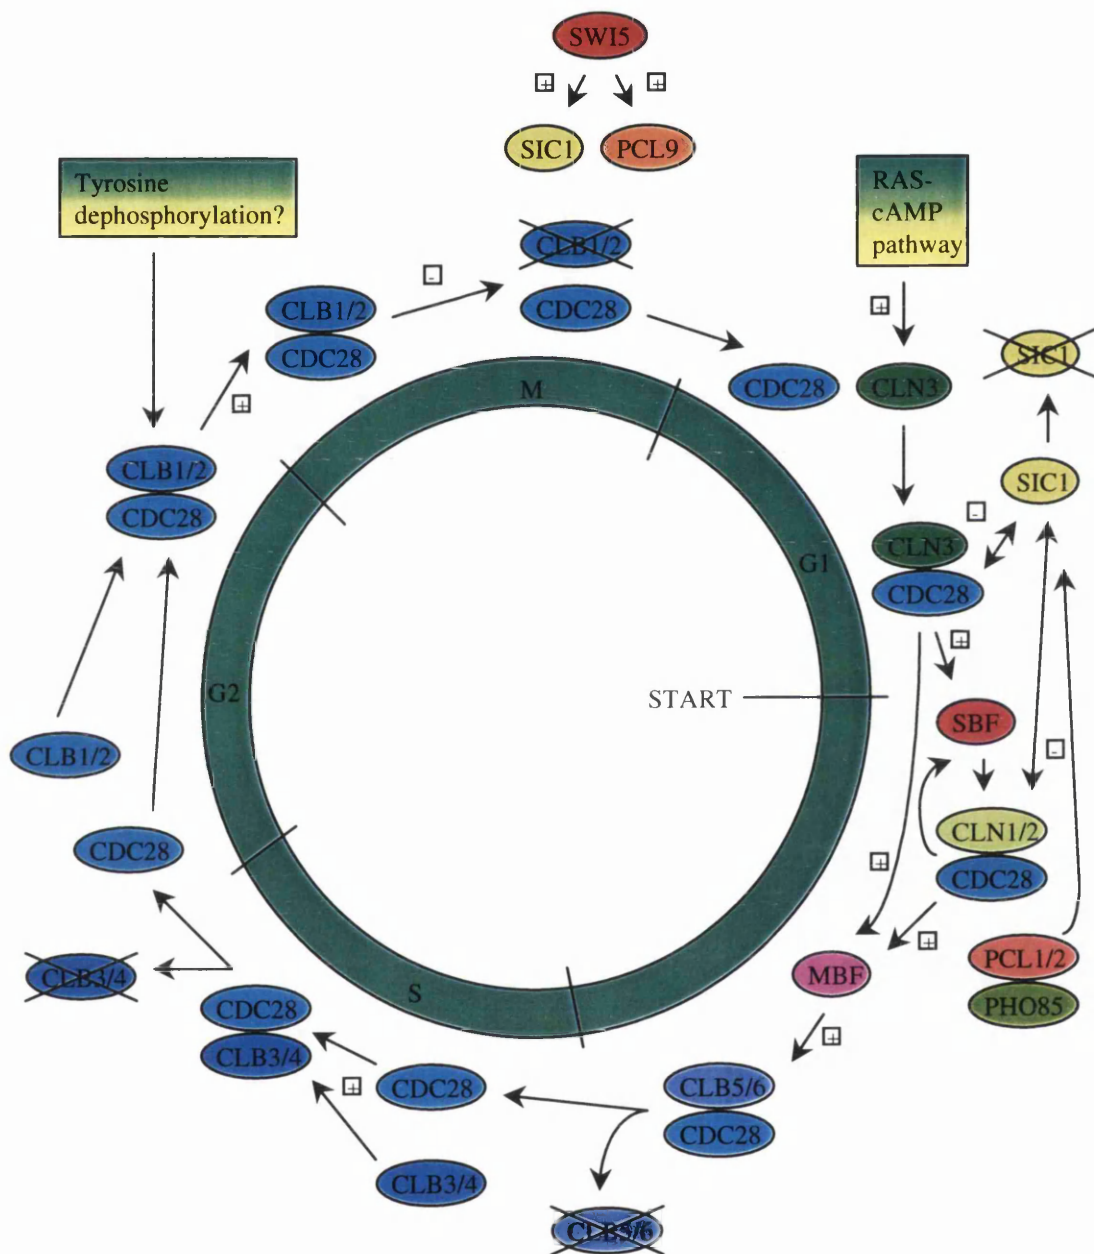 SWI5
+ +
SIC1 PCL9
Tyrosine
dephosphorylation?
RAS-
cAMP
pathway
CLB1/2
-
CLB1/2
CDC28
CDC28
+
SIC1
+
M
CDC28 CLN3
CLB1/2
CDC28
SIC1
-
CLN3
CDC28
G1
+
G2
START
SBF
-
CLB1/2
CLN1/2
CDC28
CDC28
+
+
PCL1/2
PHO85
MBF
CLB3/4
S
CDC28
CLB3/4
+
CDC28
+
CLB5/6
CDC28
CLB3/4
CLB5/6